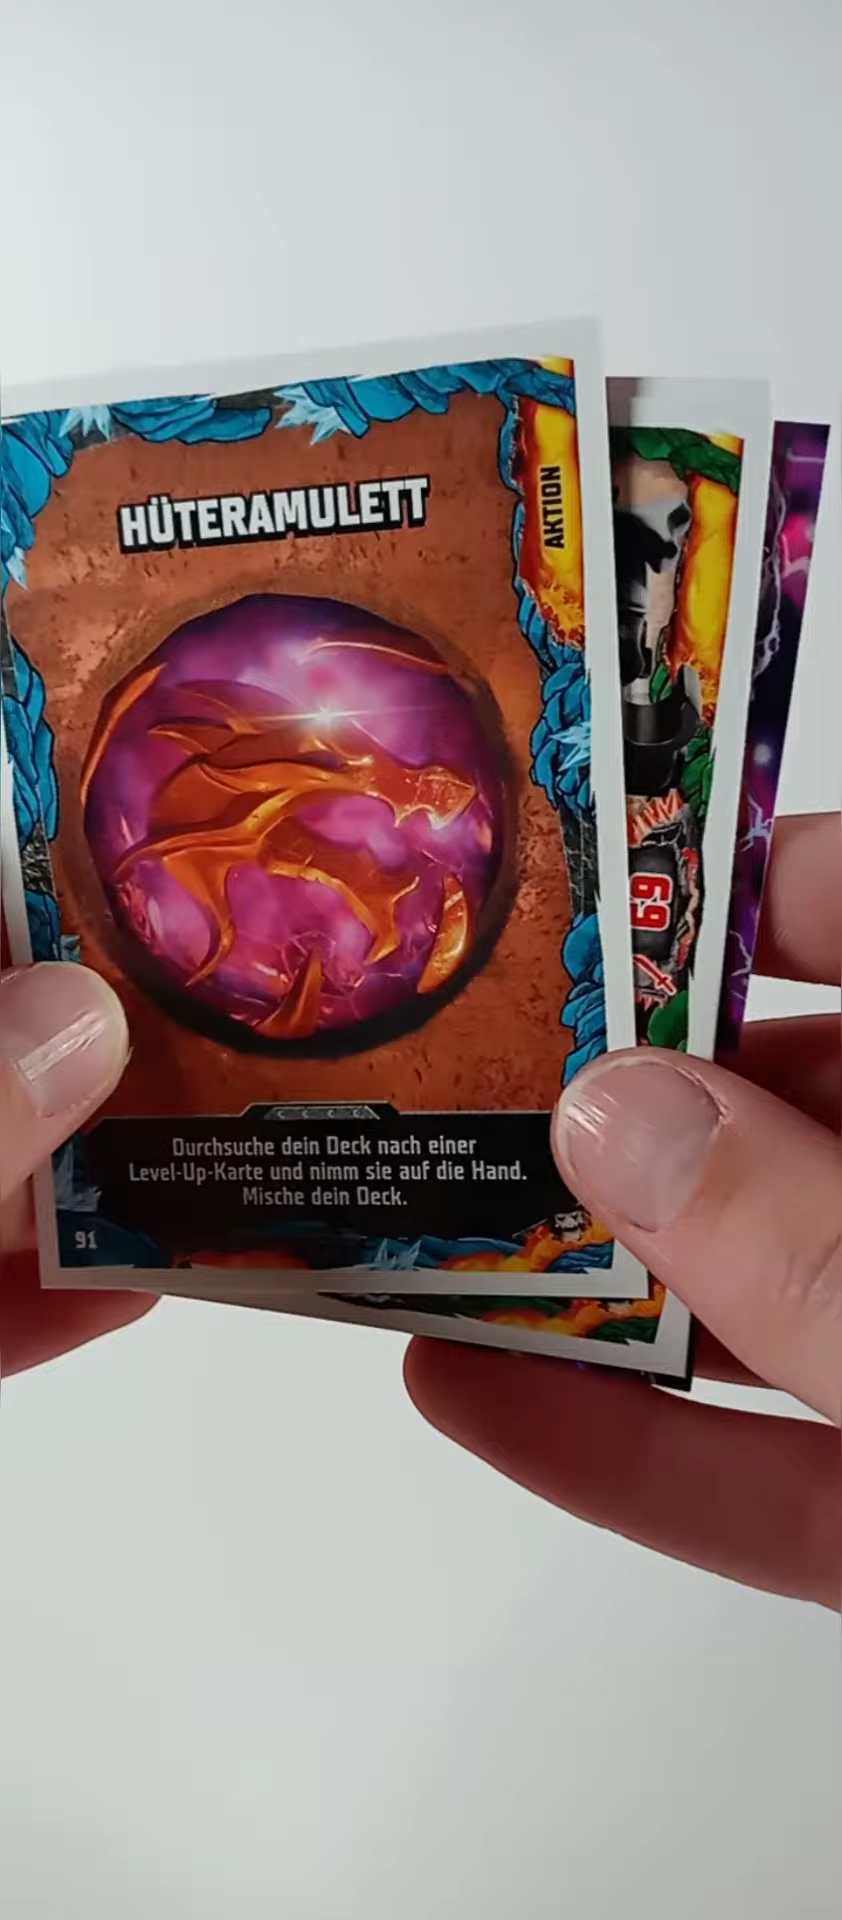 HÜTERAMULETT
AKTION
69
Durchsuche dein Deck nach einer
Level-Up-Karte und nimm sie auf die Hand.
Mische dein Deck.
91